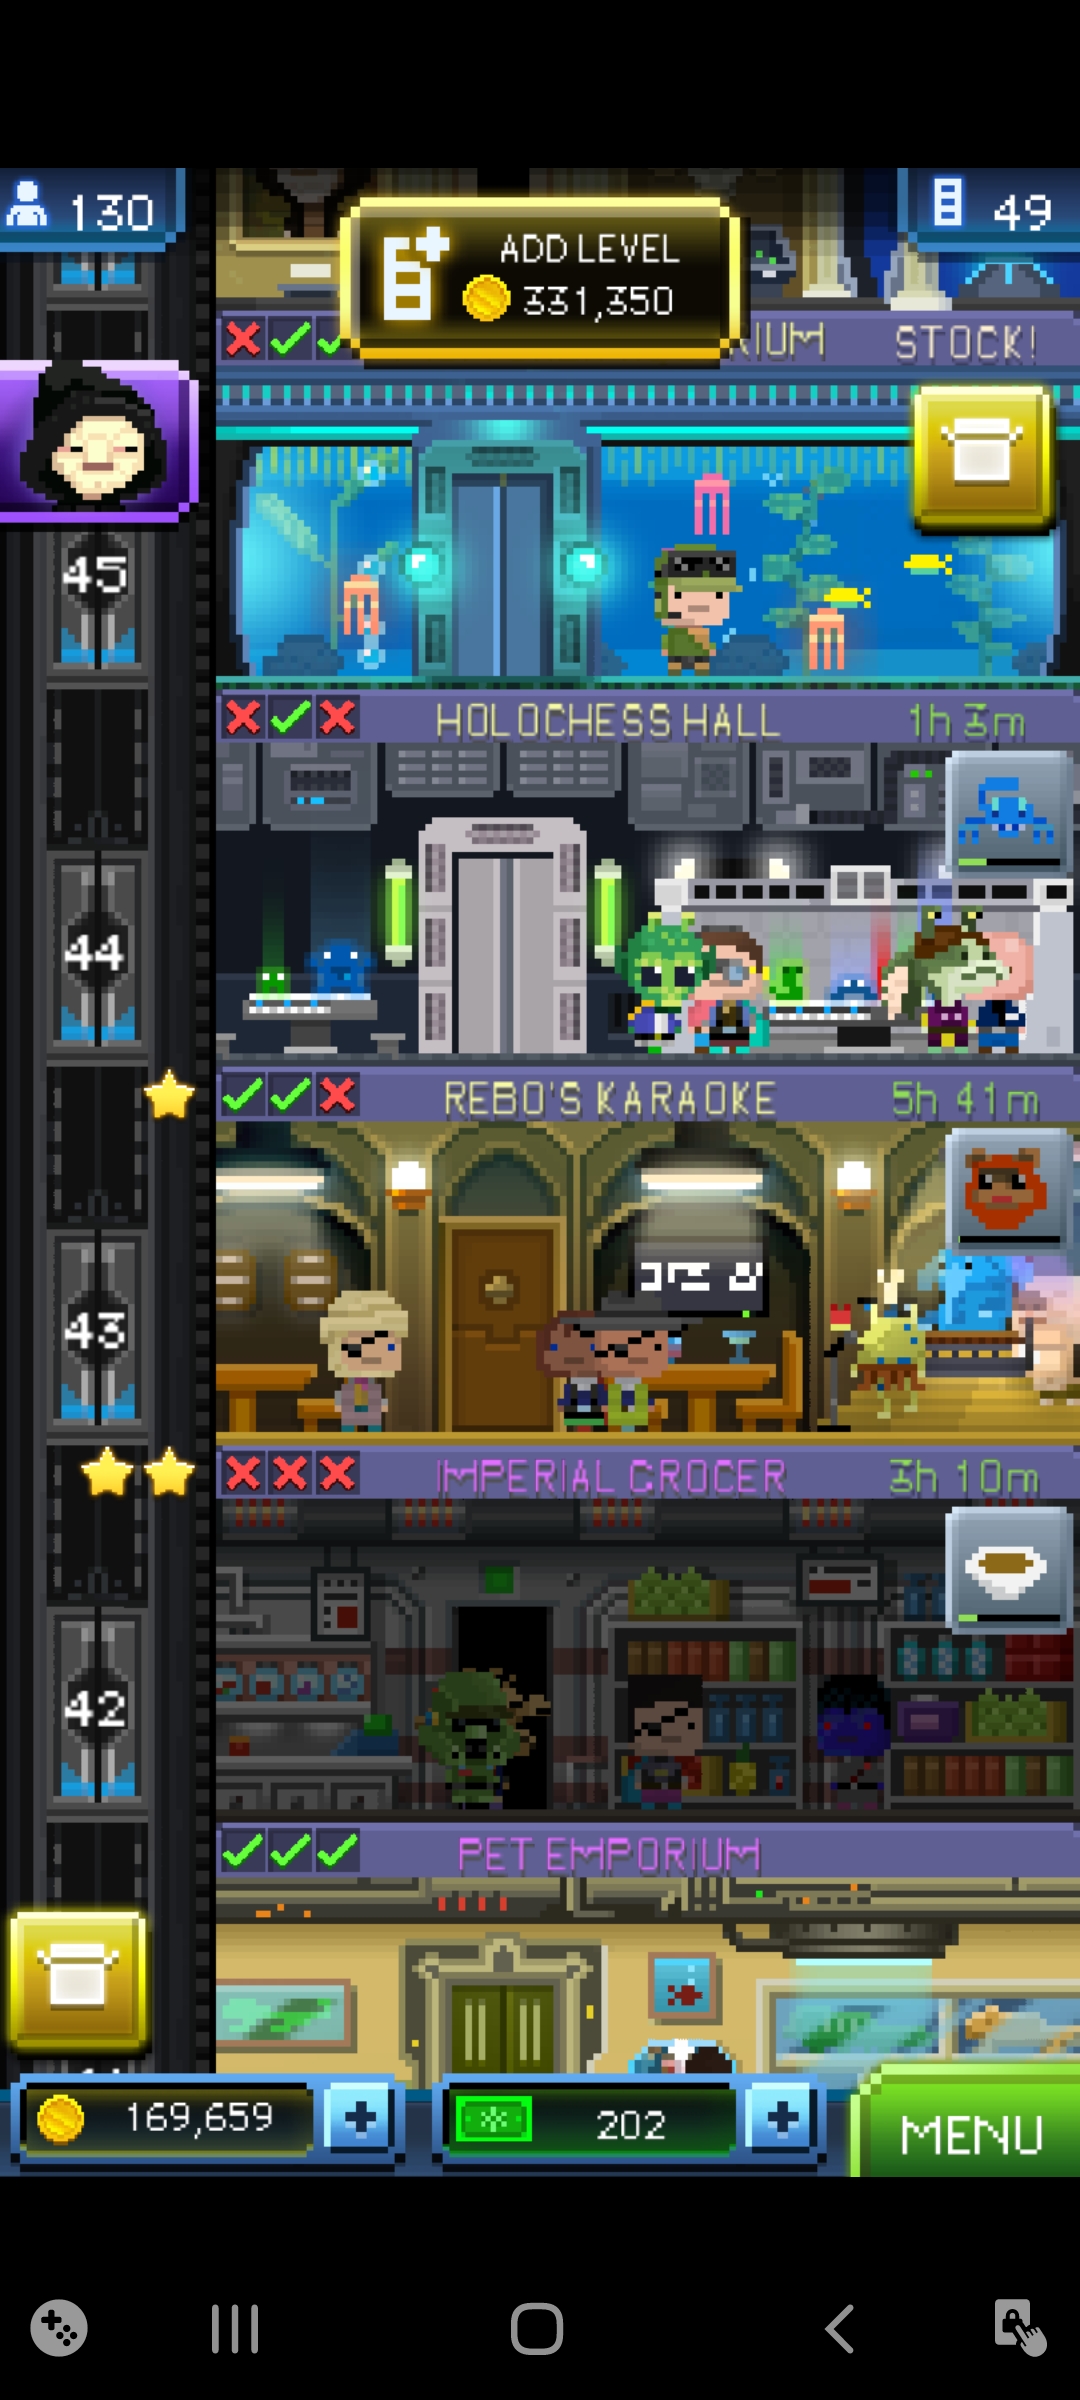 130
ADD LEVEL
331,350
49
RIUM STOCK!
45
HOLOCHESS HALL 1h 3m
44
REBO'S KARAOKE 5h 41m
43
IMPERIAL GROCER 3h 10m
42
PET EMPORIUM
169,659
202
MENU